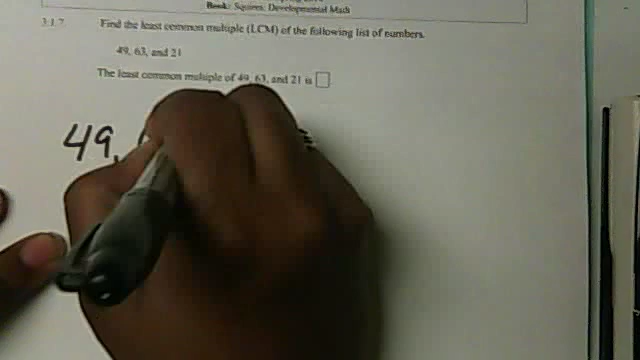 Book: Squires: Developmental Math
3.1.7 Find the least common multiple (LCM) of the following list of numbers.
49, 63, and 21
The least common multiple of 49, 63, and 21 is
49,